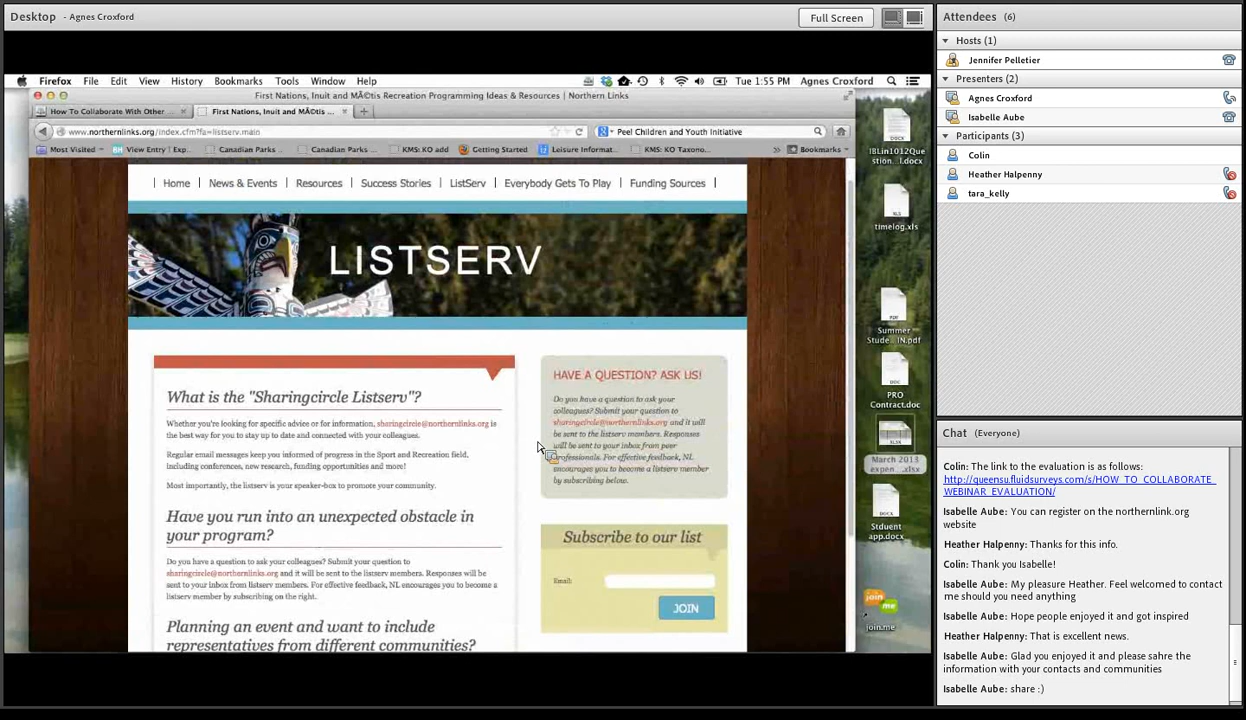 Desktop - Agnes Croxford
Full Screen
Firefox File Edit View History Bookmarks Tools Window Help
Tue 1:55 PM Agnes Croxford
First Nations, Inuit and MÃ©tis Recreation Programming Ideas & Resources | Northern Links
How To Collaborate With Other
First Nations, Inuit and MÃ©tis ...
www.northernlinks.org/index.cfm?fa=listserv.main
Peel Children and Youth Initiative
Most Visited
View Entry | Exp...
Canadian Parks ...
Canadian Parks ...
KMS: KO add
Getting Started
Leisure Informat...
KMS: KO Taxono...
Bookmarks
Home
News & Events
Resources
Success Stories
ListServ
Everybody Gets To Play
Funding Sources
LISTSERV
What is the "Sharingcircle Listserv"?
Whether you're looking for specific advice or for information, sharingcircle@northernlinks.org is
the best way for you to stay up to date and connected with your colleagues.
Regular email messages keep you informed of progress in the Sport and Recreation field,
including conferences, new research, funding opportunities and more!
Most importantly, the listserv is your speaker-box to promote your community.
Have you run into an unexpected obstacle in
your program?
Do you have a question to ask your colleagues? Submit your question to
sharingcircle@northernlinks.org and it will be sent to the listserv members. Responses will be
sent to your inbox from listserv members. For effective feedback, NL encourages you to become a
listserv member by subscribing on the right.
Planning an event and want to include
representatives from different communities?
HAVE A QUESTION? ASK US!
Do you have a question to ask your
colleagues? Submit your question to
sharingcircle@northernlinks.org and it will
be sent to the listserv members. Responses
will be sent to your inbox from peer
professionals. For effective feedback, NL
encourages you to become a listserv member
by subscribing below.
Subscribe to our list
Email:
JOIN
IBLin1012Que
stion...l.docx
timelog.xls
Summer
Stude...IN.pdf
PRO
Contract.doc
March 2013
expen...xlsx
Stduent
app.docx
join.me
join
me
Attendees (6)
Hosts (1)
Jennifer Pelletier
Presenters (2)
Agnes Croxford
Isabelle Aube
Participants (3)
Colin
Heather Halpenny
tara_kelly
Chat (Everyone)
Colin: The link to the evaluation is as follows:
http://queensu.fluidsurveys.com/s/HOW_TO_COLLABORATE_
WEBINAR_EVALUATION/
Isabelle Aube: You can register on the northernlink.org
website
Heather Halpenny: Thanks for this info.
Colin: Thank you Isabelle!
Isabelle Aube: My pleasure Heather. Feel welcomed to contact
me should you need anything
Isabelle Aube: Hope people enjoyed it and got inspired
Heather Halpenny: That is excellent news.
Isabelle Aube: Glad you enjoyed it and please sahre the
information with your contacts and communities
Isabelle Aube: share :)